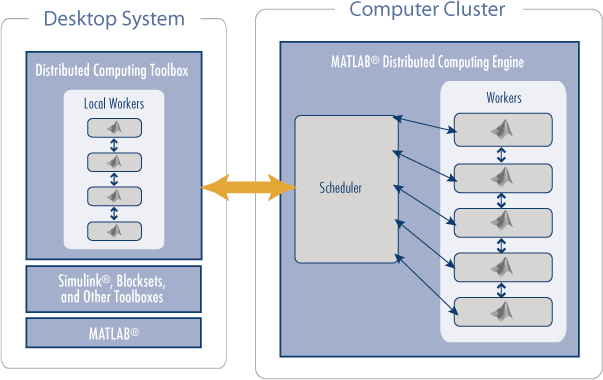 Desktop System
Distributed Computing Toolbox
Local Workers
Simulink®, Blocksets,
and Other Toolboxes
MATLAB®
Computer Cluster
MATLAB® Distributed Computing Engine
Scheduler
Workers